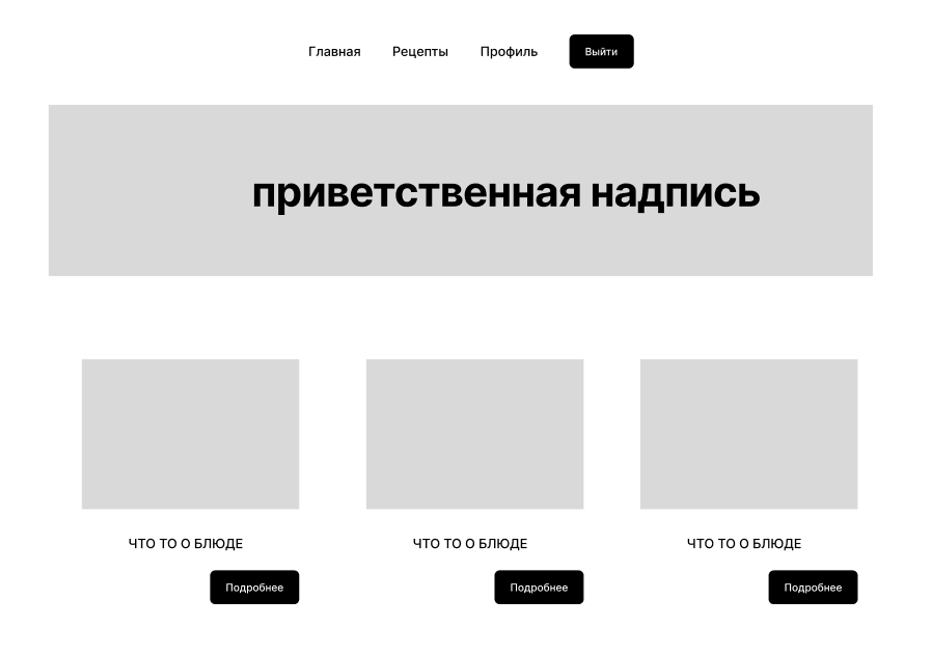 Главная Рецепты Профиль Выйти
приветственная надпись
ЧТО ТО О БЛЮДЕ ЧТО ТО О БЛЮДЕ ЧТО ТО О БЛЮДЕ
Подробнее Подробнее Подробнее